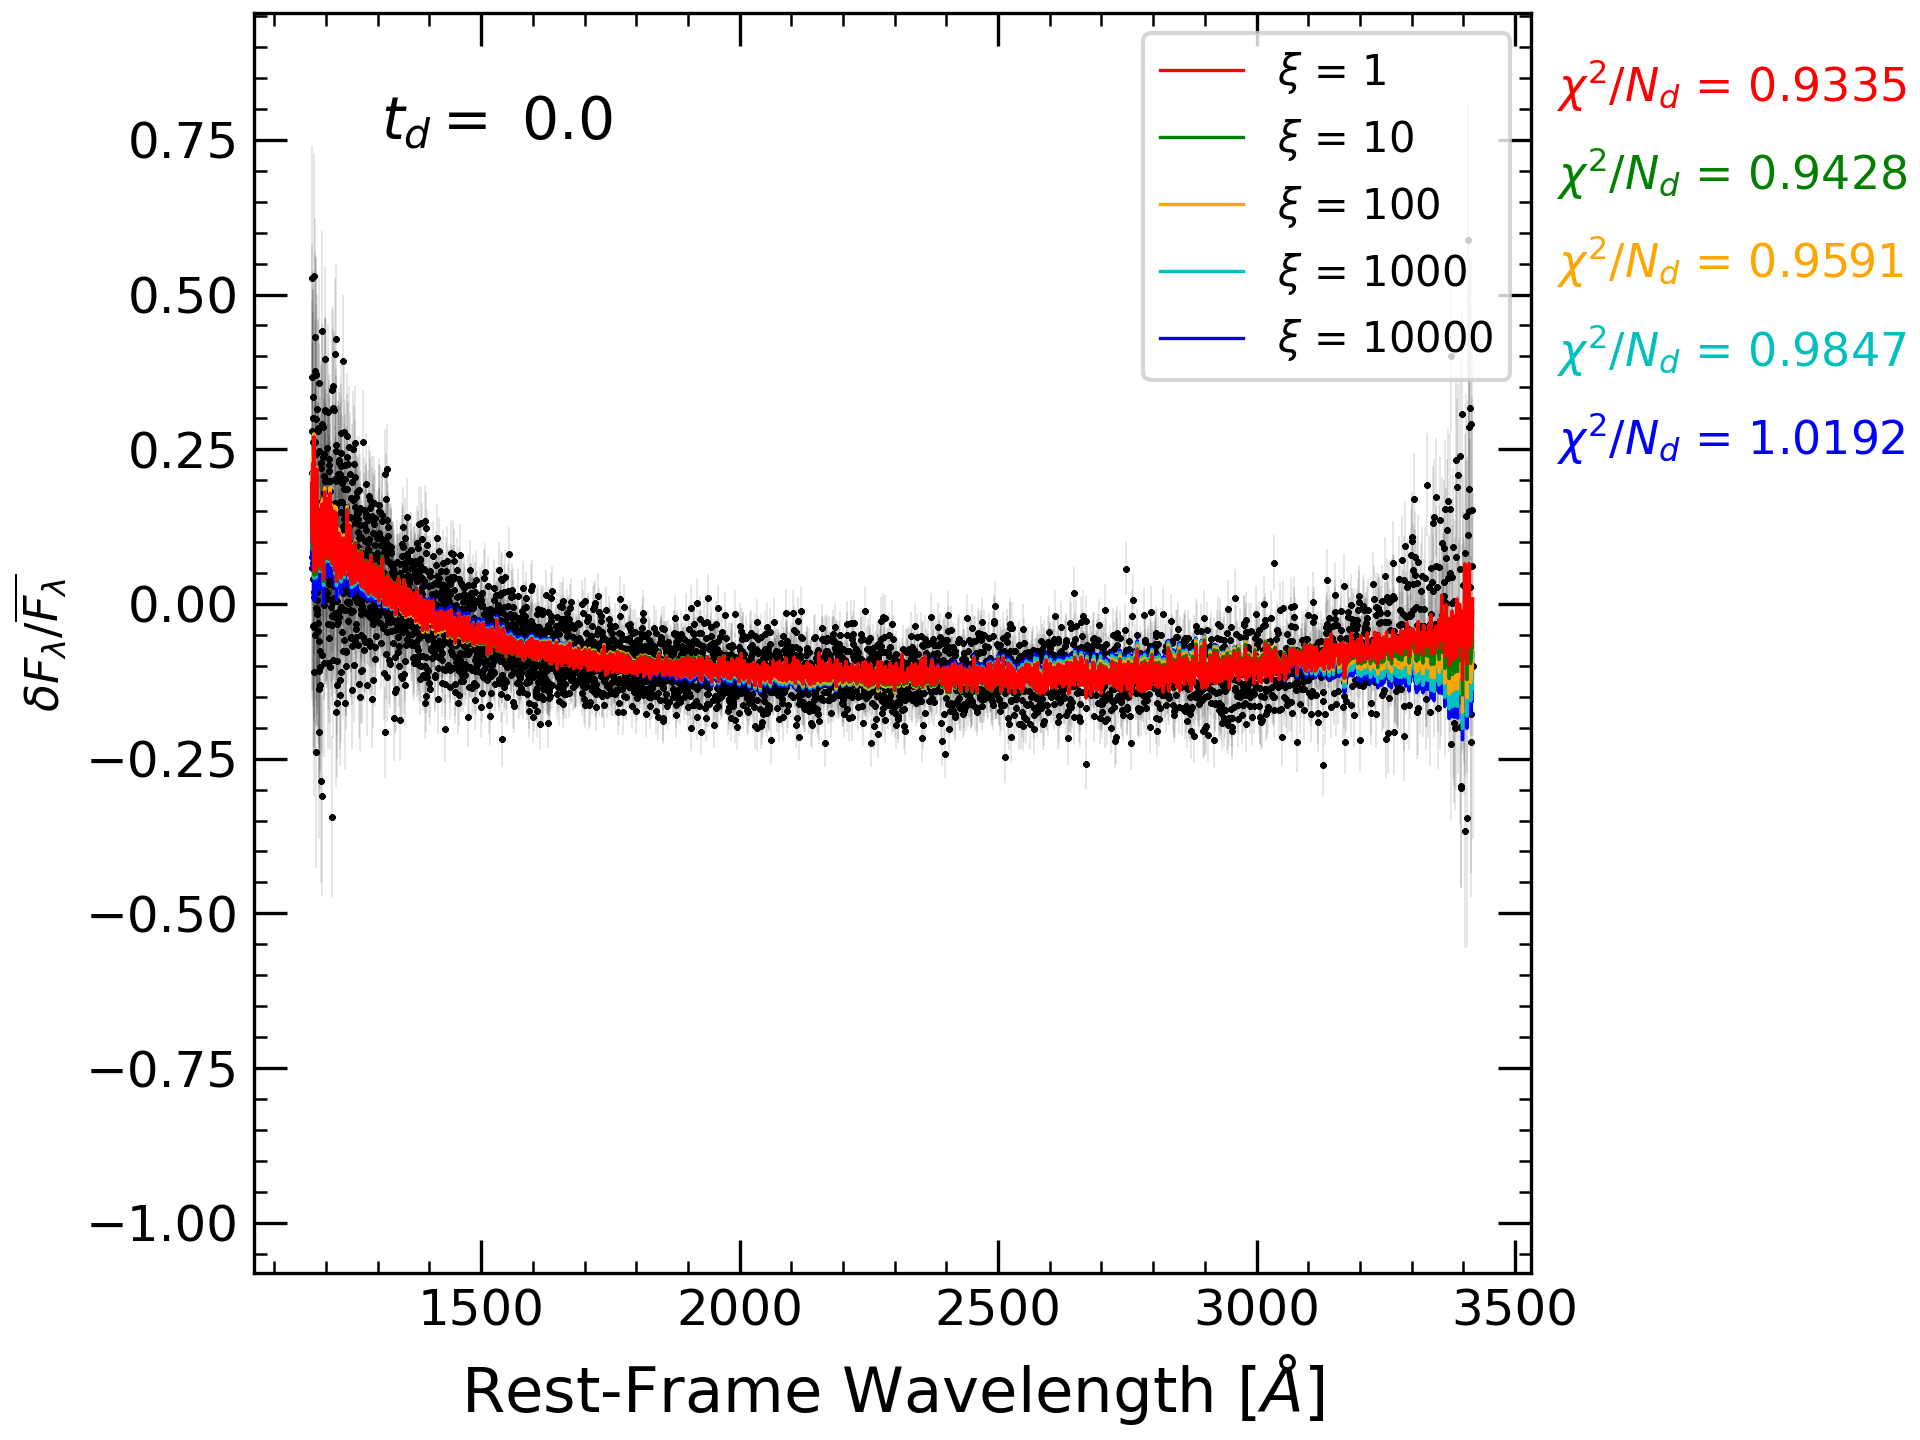 t_d = 0.0
ξ = 1
ξ = 10
ξ = 100
ξ = 1000
ξ = 10000
χ²/N_d = 0.9335
χ²/N_d = 0.9428
χ²/N_d = 0.9591
χ²/N_d = 0.9847
χ²/N_d = 1.0192
δF_λ/F̅_λ
0.75
0.50
0.25
0.00
−0.25
−0.50
−0.75
−1.00
1500 2000 2500 3000 3500
Rest-Frame Wavelength [Å]